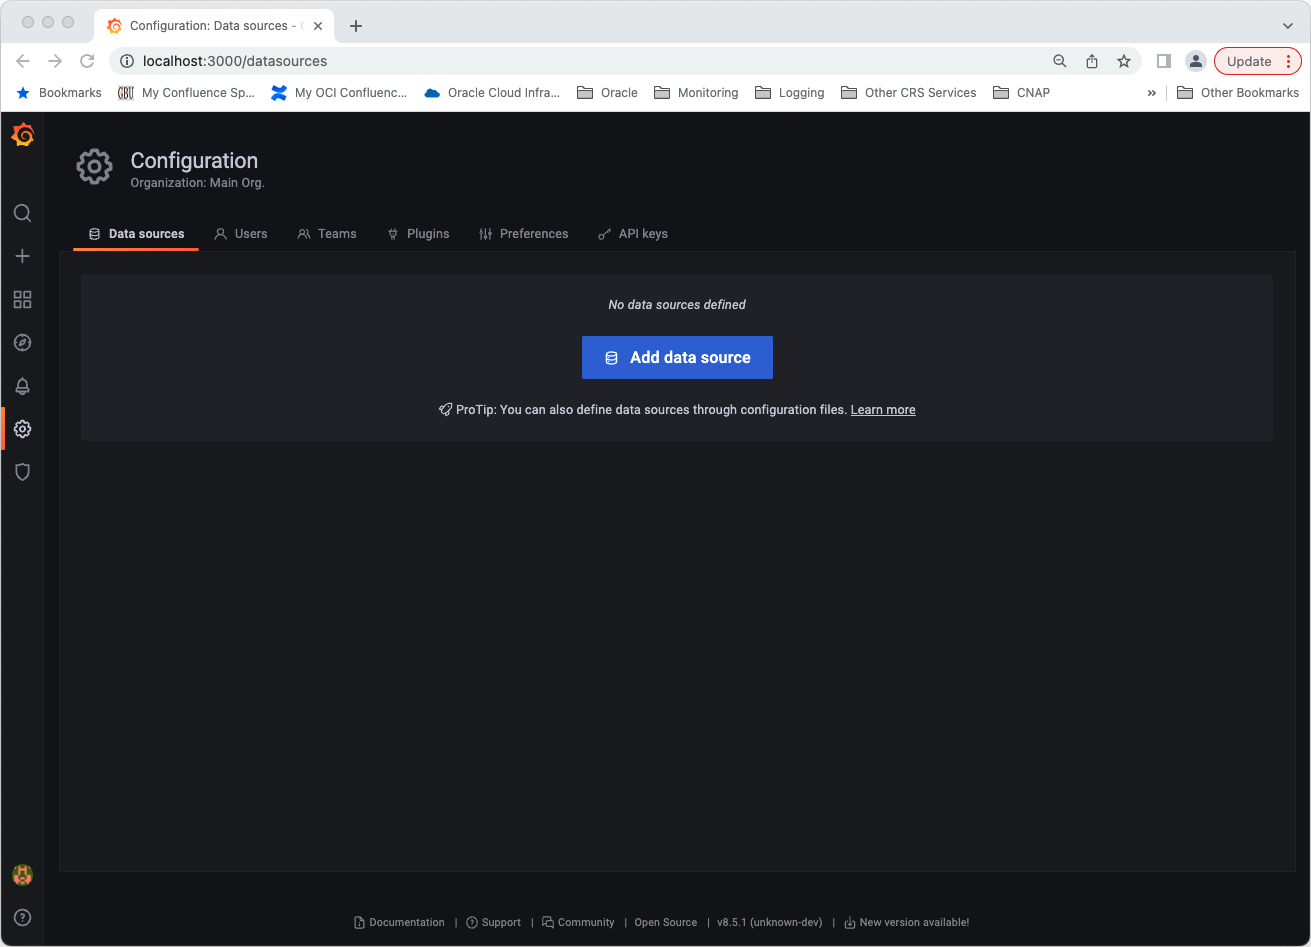 Configuration: Data sources -
localhost:3000/datasources
Update
Bookmarks
GBU My Confluence Sp...
My OCI Confluenc...
Oracle Cloud Infra...
Oracle
Monitoring
Logging
Other CRS Services
CNAP
»
Other Bookmarks
Configuration
Organization: Main Org.
Data sources
Users
Teams
Plugins
Preferences
API keys
No data sources defined
Add data source
ProTip: You can also define data sources through configuration files. Learn more
Documentation | Support | Community | Open Source | v8.5.1 (unknown-dev) | New version available!